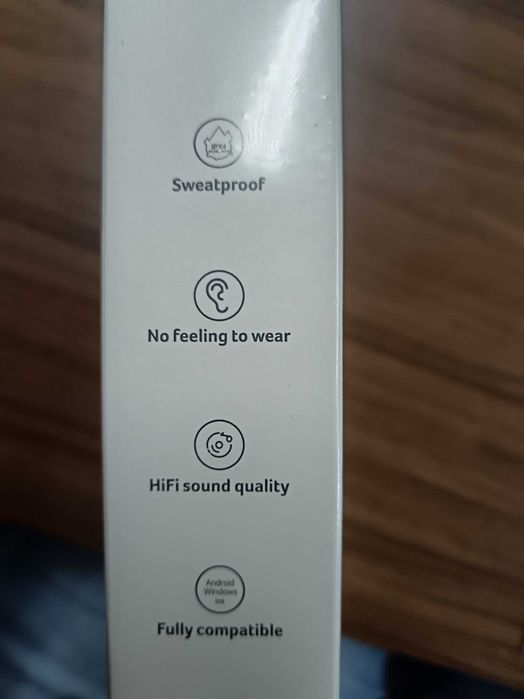 IPX4
Sweatproof
No feeling to wear
HiFi sound quality
Android
Windows
ios
Fully compatible